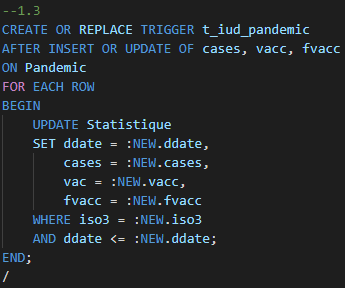 --1.3
CREATE OR REPLACE TRIGGER t_iud_pandemic
AFTER INSERT OR UPDATE OF cases, vacc, fvacc
ON Pandemic
FOR EACH ROW
BEGIN
    UPDATE Statistique
    SET ddate = :NEW.ddate,
        cases = :NEW.cases,
        vac = :NEW.vacc,
        fvacc = :NEW.fvacc
    WHERE iso3 = :NEW.iso3
    AND ddate <= :NEW.ddate;
END;
/